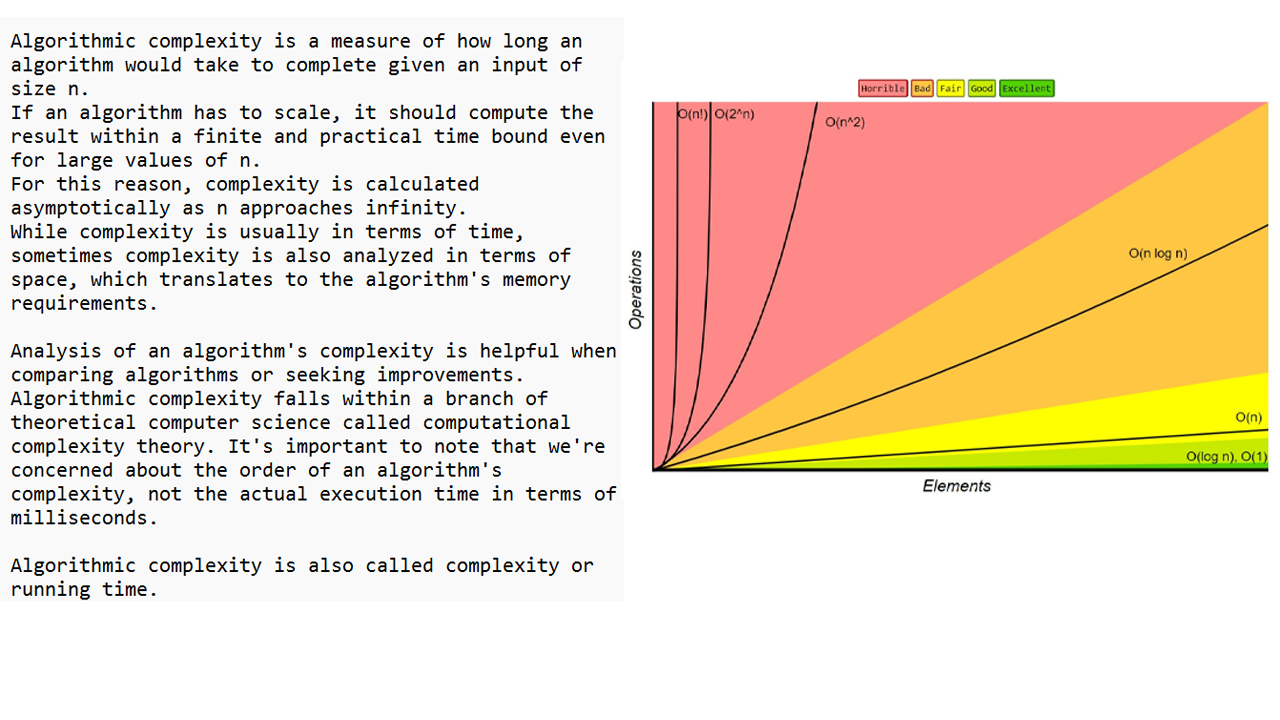 Algorithmic complexity is a measure of how long an
algorithm would take to complete given an input of
size n.
If an algorithm has to scale, it should compute the
result within a finite and practical time bound even
for large values of n.
For this reason, complexity is calculated
asymptotically as n approaches infinity.
While complexity is usually in terms of time,
sometimes complexity is also analyzed in terms of
space, which translates to the algorithm's memory
requirements.
Analysis of an algorithm's complexity is helpful when
comparing algorithms or seeking improvements.
Algorithmic complexity falls within a branch of
theoretical computer science called computational
complexity theory. It's important to note that we're
concerned about the order of an algorithm's
complexity, not the actual execution time in terms of
milliseconds.
Algorithmic complexity is also called complexity or
running time.
Horrible Bad Fair Good Excellent
O(n!) O(2^n)
O(n^2)
O(n log n)
O(n)
O(log n), O(1)
Operations
Elements